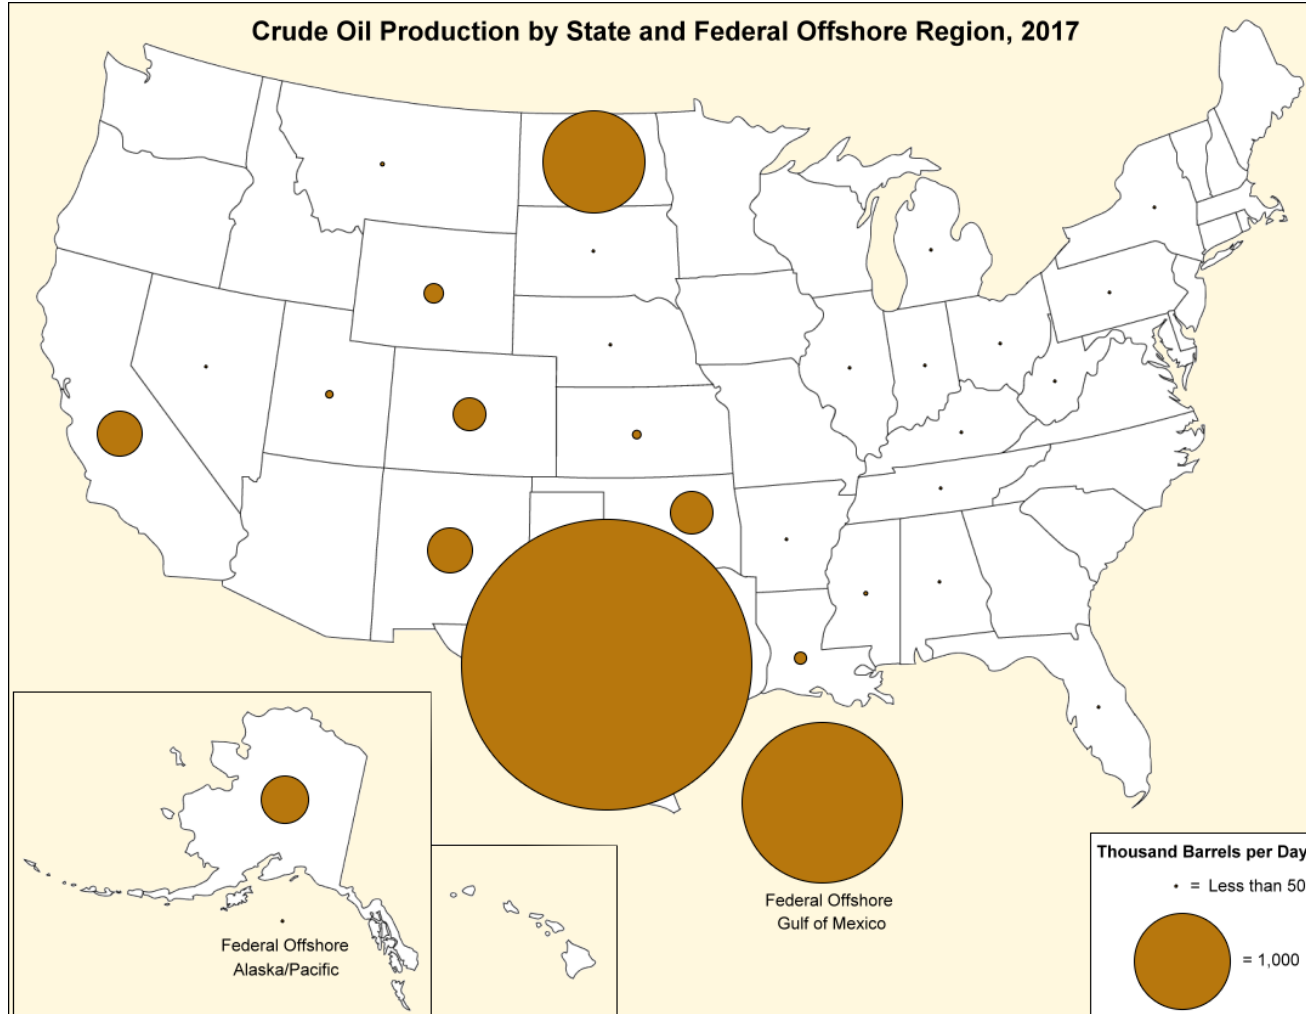 Crude Oil Production by State and Federal Offshore Region, 2017
Federal Offshore
Gulf of Mexico
Federal Offshore
Alaska/Pacific
Thousand Barrels per Day
= Less than 50
= 1,000